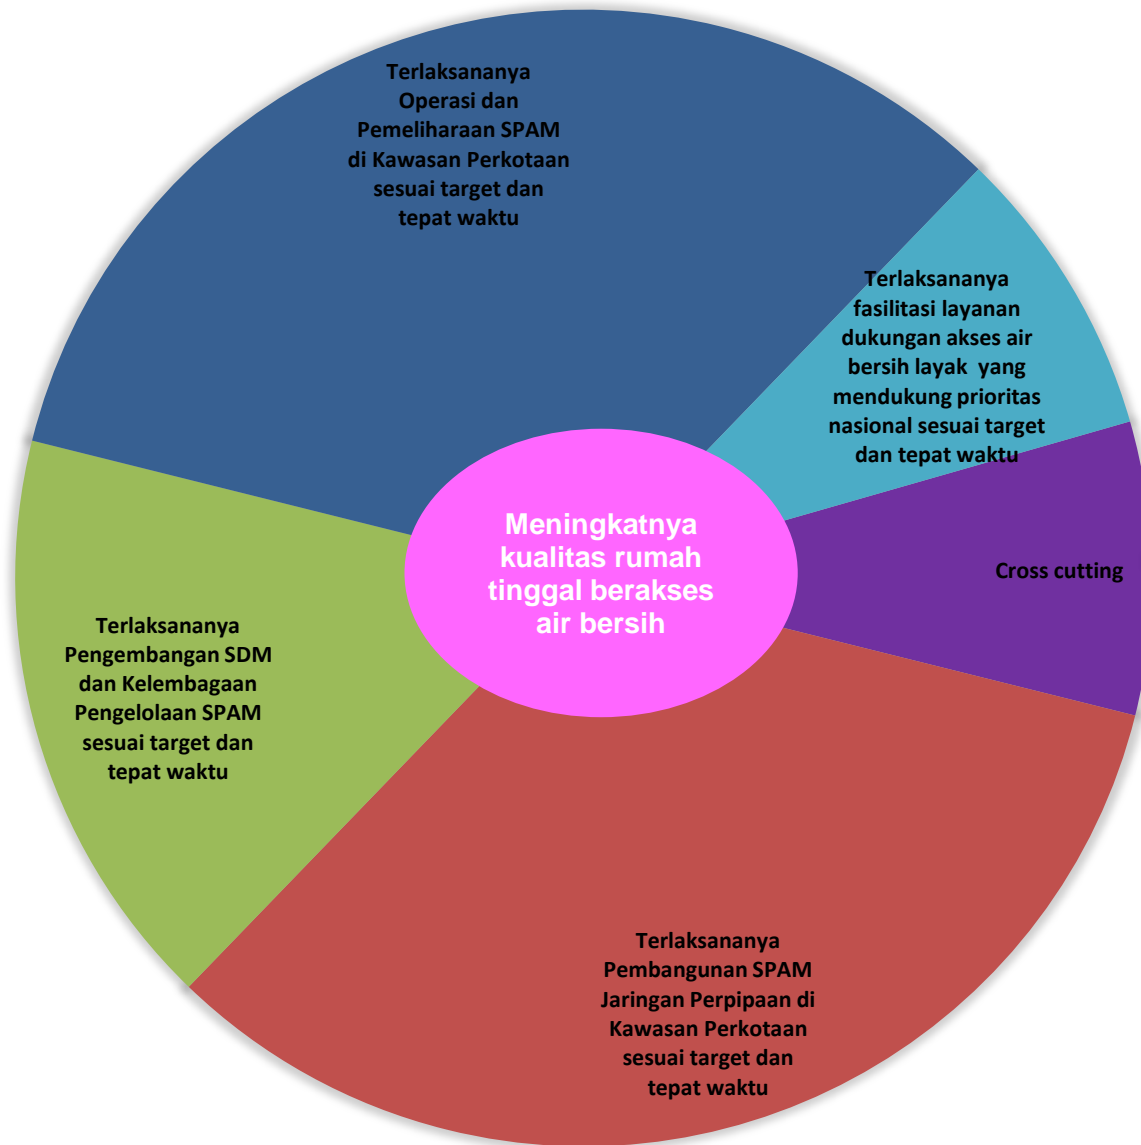 Terlaksananya
Operasi dan
Pemeliharaan SPAM
di Kawasan Perkotaan
sesuai target dan
tepat waktu
Terlaksananya
fasilitasi layanan
dukungan akses air
bersih layak  yang
mendukung prioritas
nasional sesuai target
dan tepat waktu
Meningkatnya
kualitas rumah
tinggal berakses
air bersih
Cross cutting
Terlaksananya
Pengembangan SDM
dan Kelembagaan
Pengelolaan SPAM
sesuai target dan
tepat waktu
Terlaksananya
Pembangunan SPAM
Jaringan Perpipaan di
Kawasan Perkotaan
sesuai target dan
tepat waktu